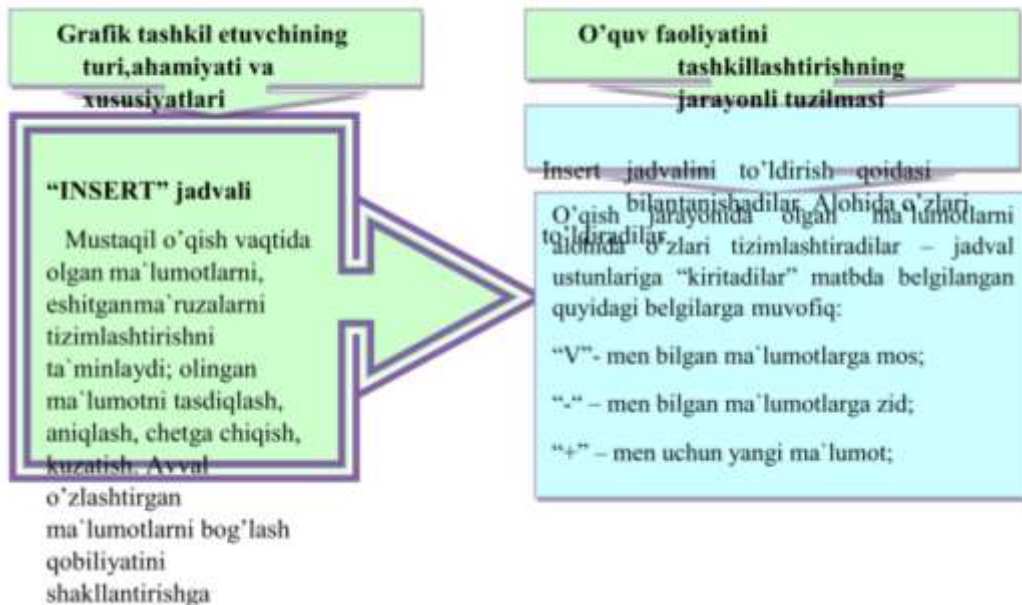 Grafik tashkil etuvchining
turi,ahamiyati va
xususiyatlari
“INSERT” jadvali
Mustaqil o’qish vaqtida
olgan ma`lumotlarni,
eshitganma`ruzalarni
tizimlashtirishni
ta`minlaydi; olingan
ma`lumotni tasdiqlash,
aniqlash, chetga chiqish,
kuzatish. Avval
o’zlashtirgan
ma`lumotlarni bog’lash
qobiliyatini
shakllantirishga
O’quv faoliyatini
tashkillashtirishning
jarayonli tuzilmasi
Insert jadvalini to’ldirish qoidasi
bilantanishadilar. Alohida o’zlari
to’ldiradilar.
O’qish jarayonida olgan ma`lumotlarni
alohida o’zlari tizimlashtiradilar – jadval
ustunlariga “kiritadilar” matbda belgilangan
quyidagi belgilarga muvofiq:
“V”- men bilgan ma`lumotlarga mos;
“-“ – men bilgan ma`lumotlarga zid;
“+” – men uchun yangi ma`lumot;